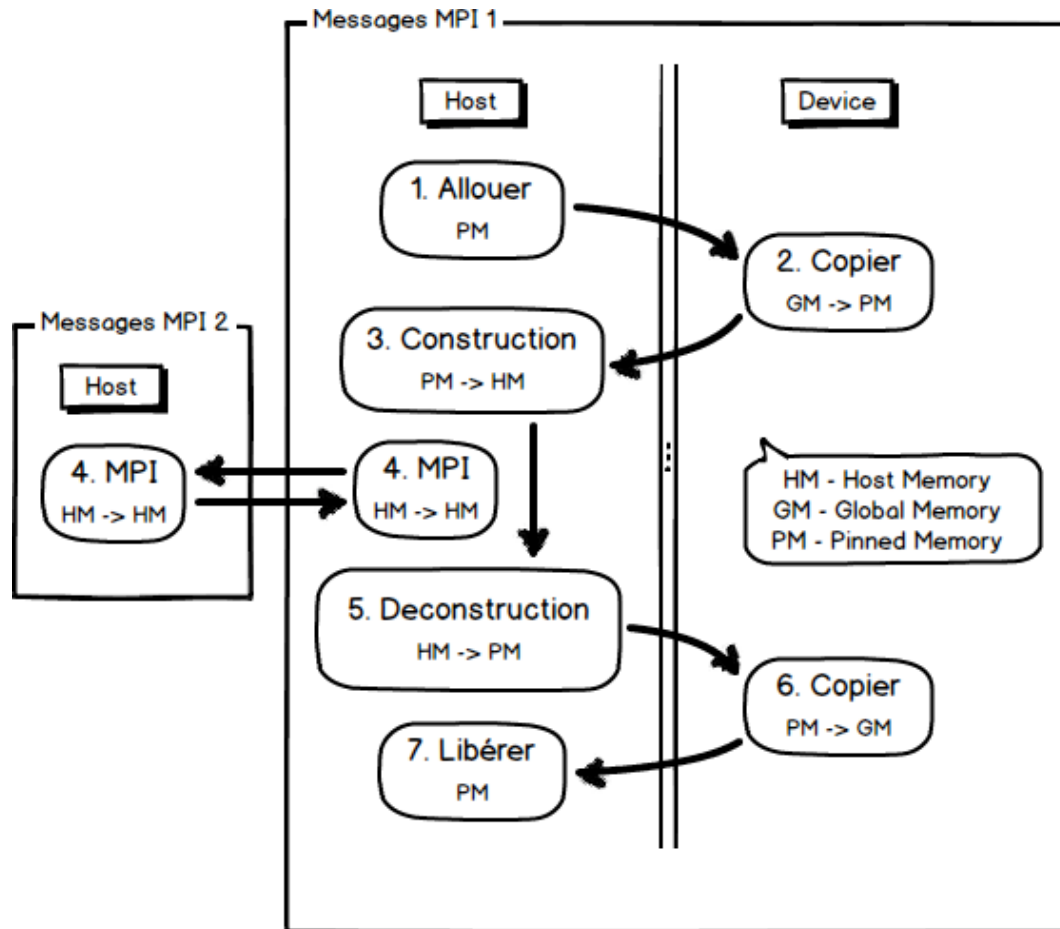 Messages MPI 1
Host
Device
1. Allouer
PM
2. Copier
GM -> PM
3. Construction
PM -> HM
Messages MPI 2
Host
4. MPI
HM -> HM
4. MPI
HM -> HM
HM - Host Memory
GM - Global Memory
PM - Pinned Memory
5. Deconstruction
HM -> PM
6. Copier
PM -> GM
7. Libérer
PM